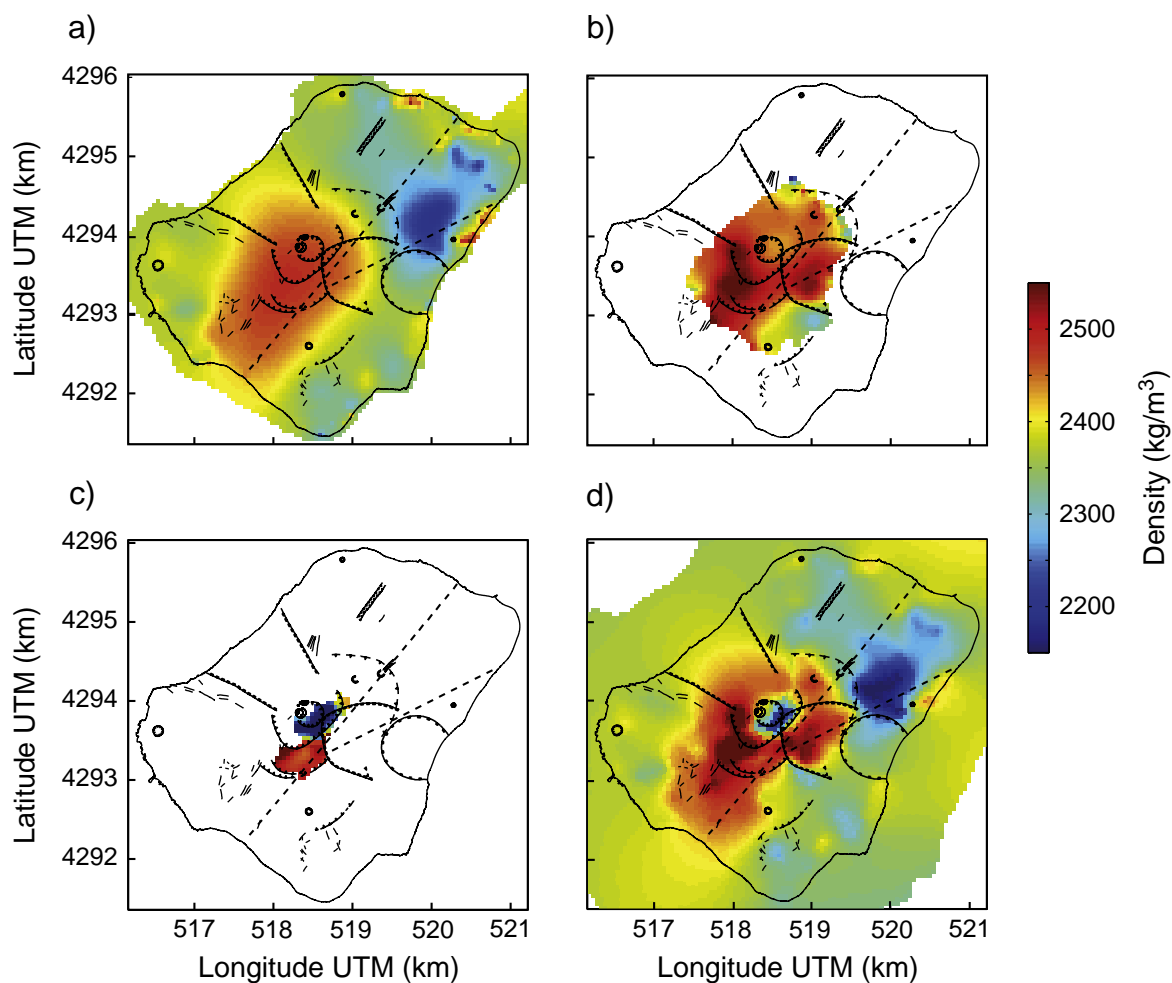 a)
b)
4296
4295
4294
4293
4292
Latitude UTM (km)
c)
d)
4296
4295
4294
4293
4292
Latitude UTM (km)
517 518 519 520 521
Longitude UTM (km)
517 518 519 520 521
Longitude UTM (km)
2500
2400
2300
2200
Density (kg/m³)